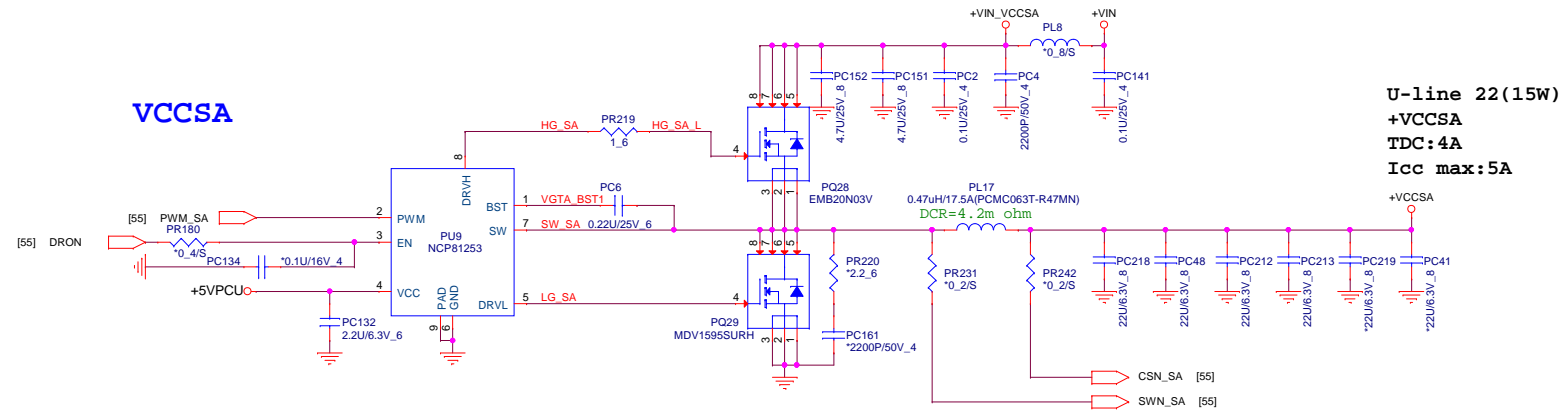 VCCSA
+VIN_VCCSA
+VIN
PL8
*0_8/S
PC152
4.7U/25V_8
PC151
4.7U/25V_8
PC2
0.1U/25V_4
PC4
2200P/50V_4
PC141
0.1U/25V_4
U-line 22(15W)
+VCCSA
TDC:4A
Icc max:5A
HG_SA
PR219
1_6
HG_SA_L
8
7
6
5
4
3
2
1
PQ28
EMB20N03V
8
DRVH
PU9
NCP81253
2
PWM
3
EN
4
VCC
9
PAD
6
GND
BST
1
SW
7
DRVL
5
VGTA_BST1
PC6
0.22U/25V_6
SW_SA
LG_SA
[55] PWM_SA
[55] DRON
PR180
*0_4/S
PC134
*0.1U/16V_4
+5VPCU
PC132
2.2U/6.3V_6
8
7
6
5
4
3
2
1
PQ29
MDV1595SURH
PR220
*2.2_6
PC161
*2200P/50V_4
PL17
0.47uH/17.5A(PCMC063T-R47MN)
DCR=4.2m ohm
PR231
*0_2/S
PR242
*0_2/S
+VCCSA
PC218
22U/6.3V_8
PC48
22U/6.3V_8
PC212
22U/6.3V_8
PC213
22U/6.3V_8
PC219
*22U/6.3V_8
PC41
*22U/6.3V_8
CSN_SA [55]
SWN_SA [55]